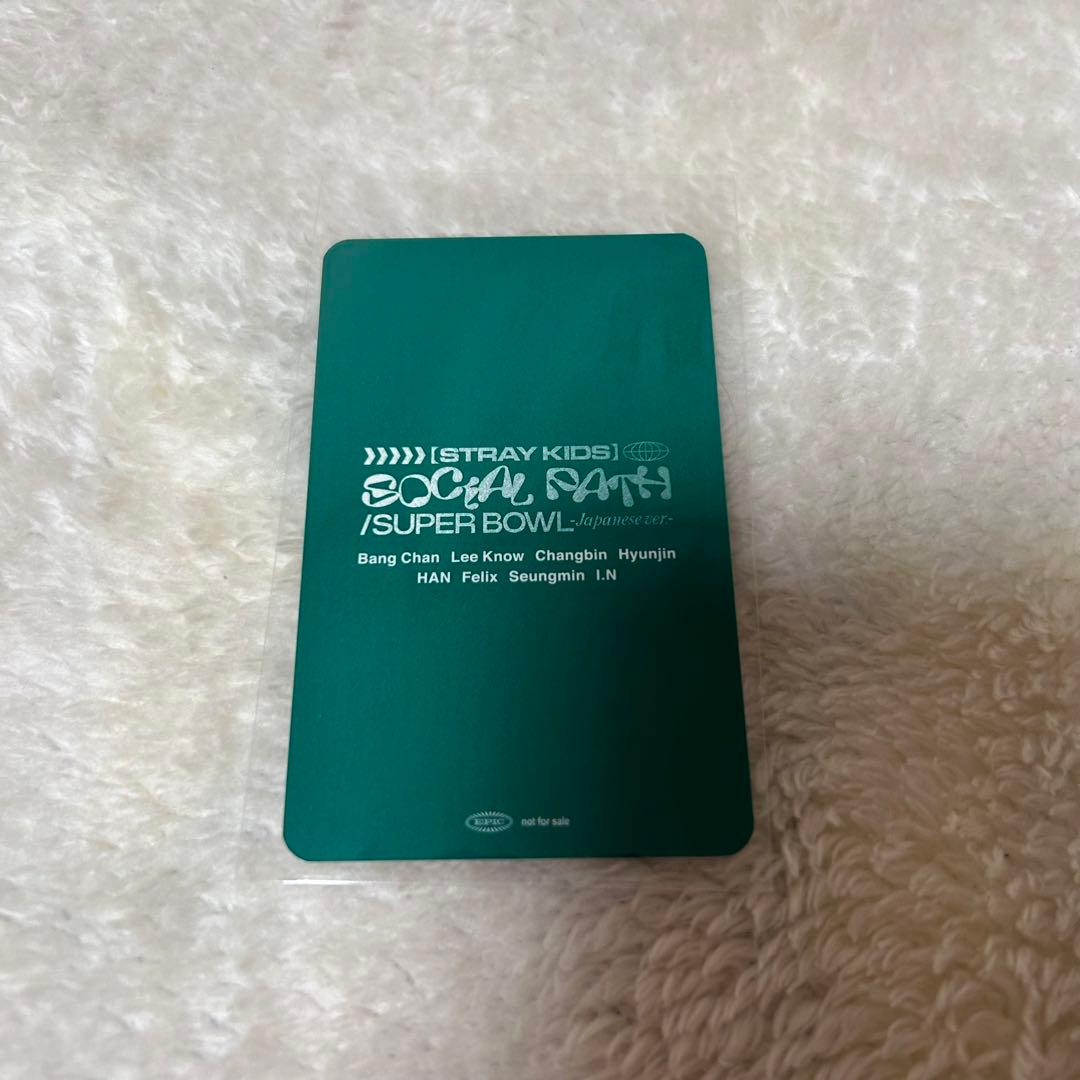 [STRAY KIDS]
SOCIAL PATH
/SUPER BOWL -Japanese ver-
Bang Chan Lee Know Changbin Hyunjin
HAN Felix Seungmin I.N
EPIC not for sale